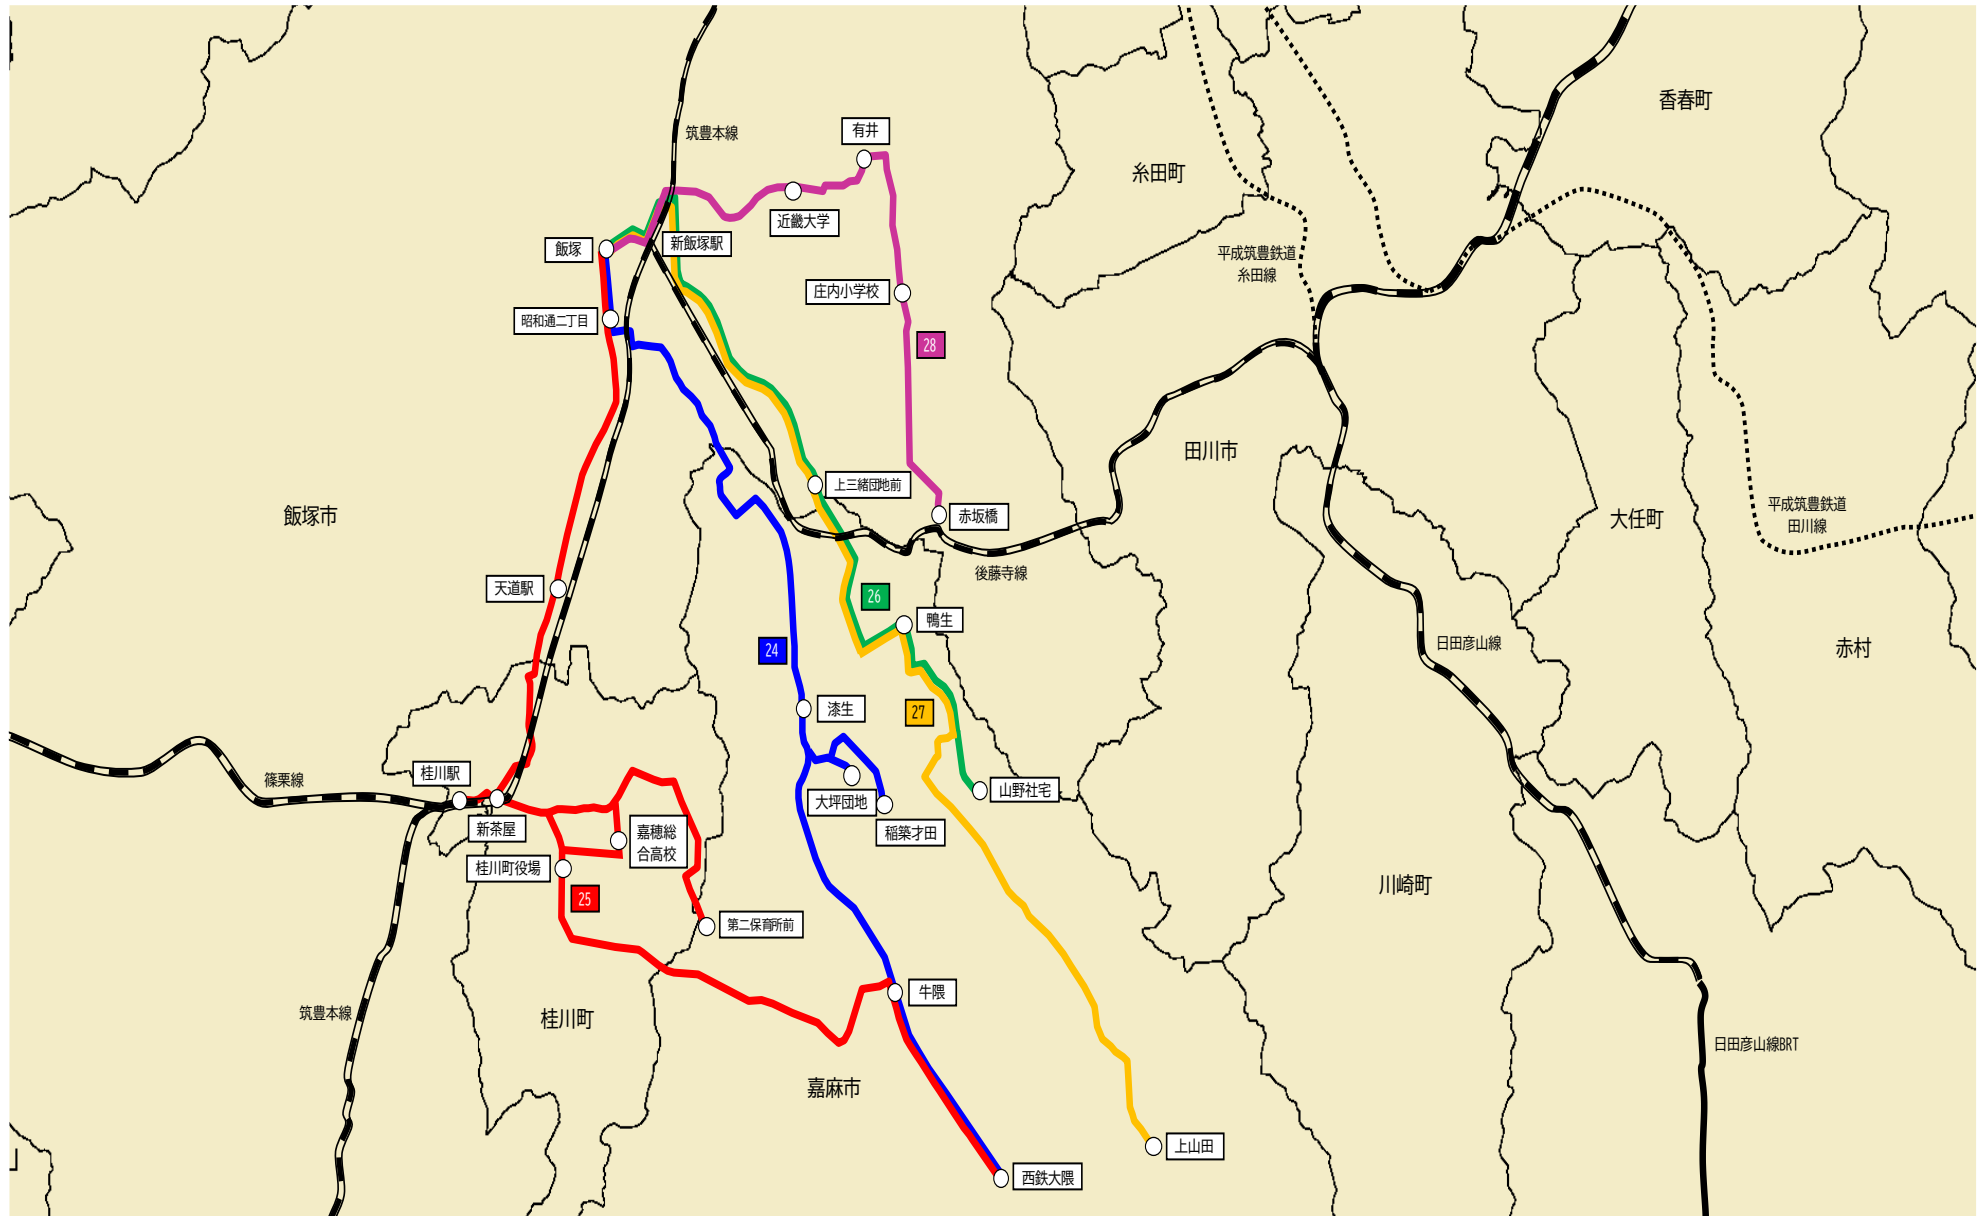 香春町
有井
筑豊本線
糸田町
近畿大学
飯塚
新飯塚駅
平成筑豊鉄道
糸田線
庄内小学校
昭和通二丁目
28
田川市
上三緒団地前
飯塚市
赤坂橋
平成筑豊鉄道
田川線
大任町
後藤寺線
天道駅
26
鴨生
24
日田彦山線
赤村
漆生
27
桂川駅
篠栗線
大坪団地
山野社宅
新茶屋
嘉穂総
合高校
稲築才田
桂川町役場
25
川崎町
第二保育所前
牛隈
筑豊本線
桂川町
日田彦山線BRT
嘉麻市
上山田
西鉄大隈